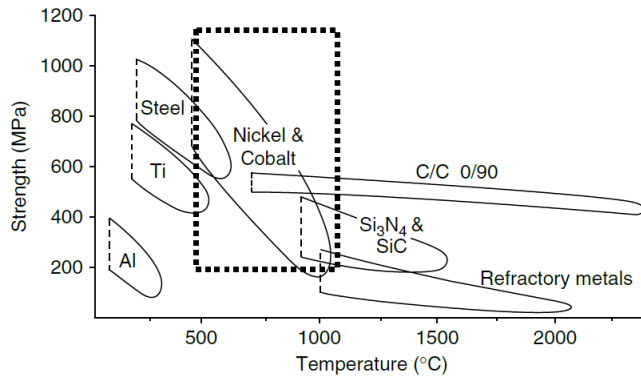 1200
1000
800
600
400
200
Strength (MPa)
Steel
Ti
Al
Nickel &
Cobalt
C/C 0/90
Si₃N₄ &
SiC
Refractory metals
500
1000
1500
2000
Temperature (°C)